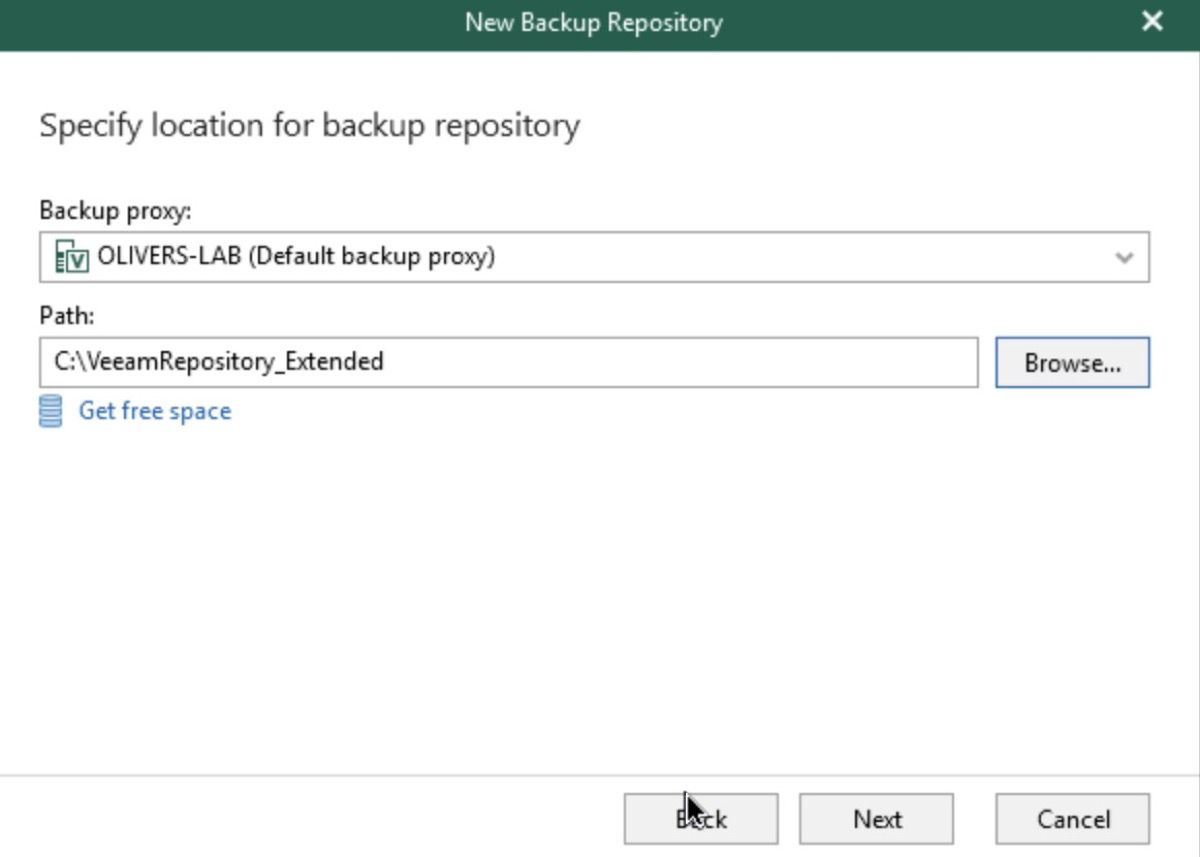 New Backup Repository
Specify location for backup repository
Backup proxy:
OLIVERS-LAB (Default backup proxy)
Path:
C:\VeeamRepository_Extended
Browse...
Get free space
Back
Next
Cancel